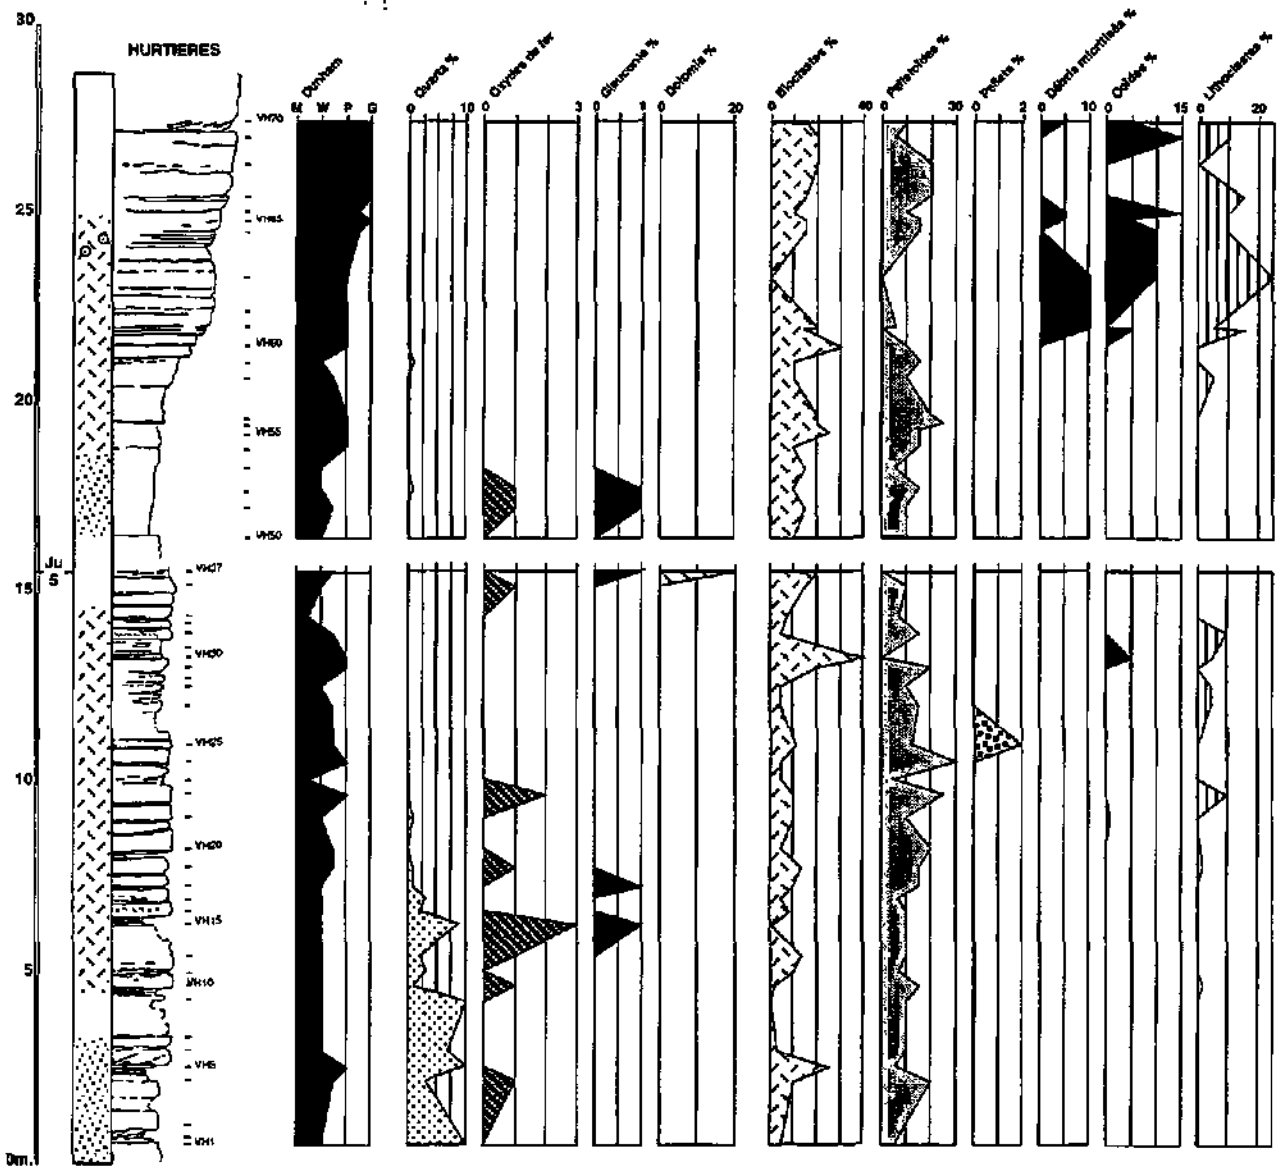 30
HURTIERES
Dunham
Quartz %
Oxydes de fer
Glauconie %
Dolomie %
Bioclastes %
Peloïdes %
Pellets %
Débris micritisés %
Ooïdes %
Lithoclastes %
M W P G
0 10
0 3
0 1
0 20
0 40
0 30
0 2
0 10
0 15
0 20
VH70
25
VH65
VH60
20
VH55
VH50
Ju
5
VH37
15
VH30
VH25
10
VH20
VH15
5
VH10
VH5
VH1
0m.